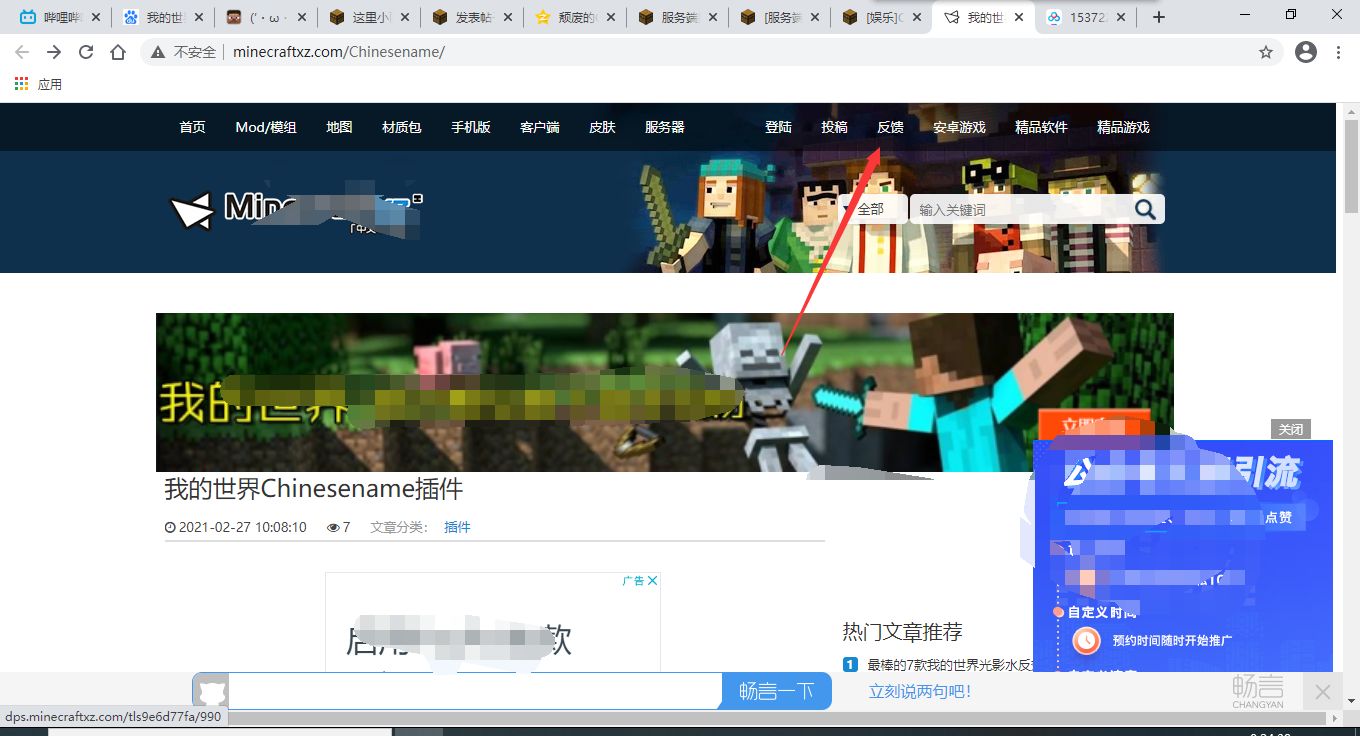 哔哩哔
我的世
(′・ω・
这里小
发表帖
颓废的
服务端
[服务端
[娱乐]C
我的世
15372
不安全
minecraftxz.com/Chinesename/
应用
首页 Mod/模组 地图 材质包 手机版 客户端 皮肤 服务器 登陆 投稿 反馈 安卓游戏 精品软件 精品游戏
全部 输入关键词
我的世界
关闭
引流
我的世界Chinesename插件
点赞
2021-02-27 10:08:10 7 文章分类： 插件
广告
启用 款
自定义时间
热门文章推荐
预约时间随时开始推广
1 最棒的7款我的世界光影水反
畅言一下 立刻说两句吧！
畅言
CHANGYAN
dps.minecraftxz.com/tls9e6d77fa/990